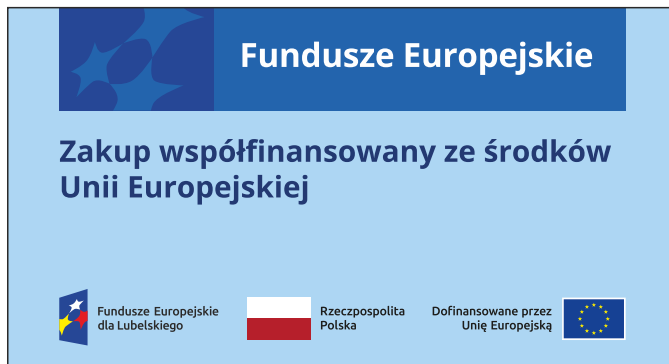 Fundusze Europejskie
Zakup współfinansowany ze środków
Unii Europejskiej
Fundusze Europejskie
dla Lubelskiego
Rzeczpospolita
Polska
Dofinansowane przez
Unię Europejską